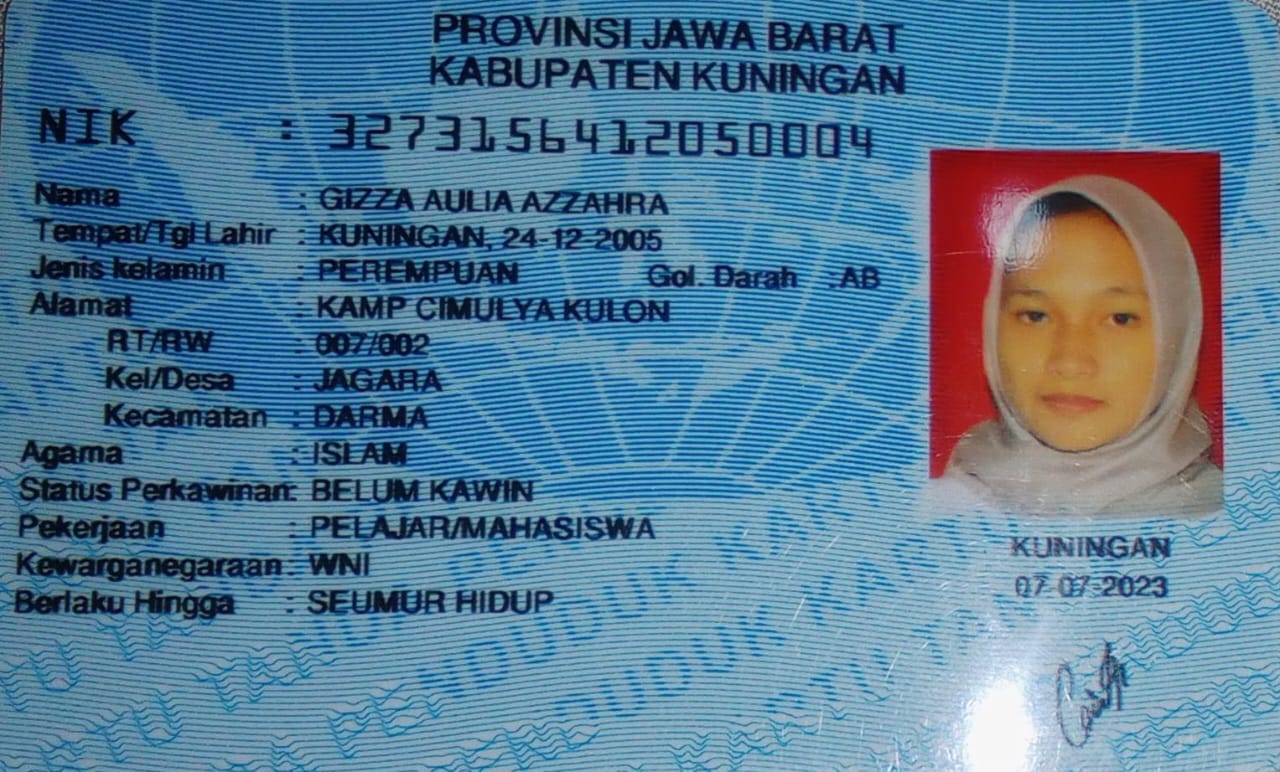 PROVINSI JAWA BARAT
KABUPATEN KUNINGAN
NIK : 3273156412050004
Nama : GIZZA AULIA AZZAHRA
Tempat/Tgl Lahir : KUNINGAN, 24-12-2005
Jenis kelamin : PEREMPUAN Gol. Darah : AB
Alamat : KAMP CIMULYA KULON
RT/RW : 007/002
Kel/Desa : JAGARA
Kecamatan : DARMA
Agama : ISLAM
Status Perkawinan: BELUM KAWIN
Pekerjaan : PELAJAR/MAHASISWA
Kewarganegaraan: WNI
Berlaku Hingga : SEUMUR HIDUP
KUNINGAN
07-07-2023